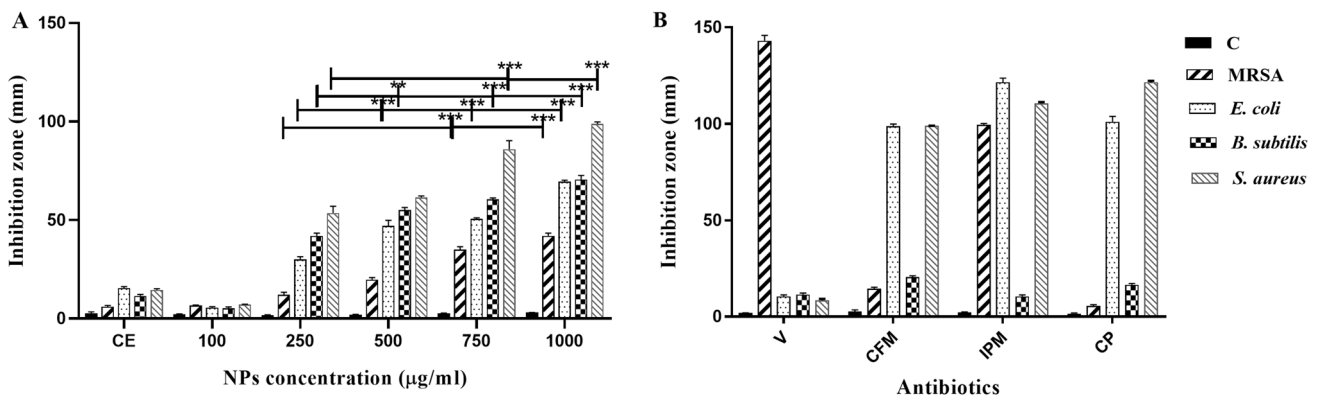 A
Inhibition zone (mm)
150
100
50
0
*** ***
** *** ***
*** *** ***
*** ***
CE 100 250 500 750 1000
NPs concentration (μg/ml)
B
Inhibition zone (mm)
150
100
50
0
V CFM IPM CP
Antibiotics
C
MRSA
E. coli
B. subtilis
S. aureus